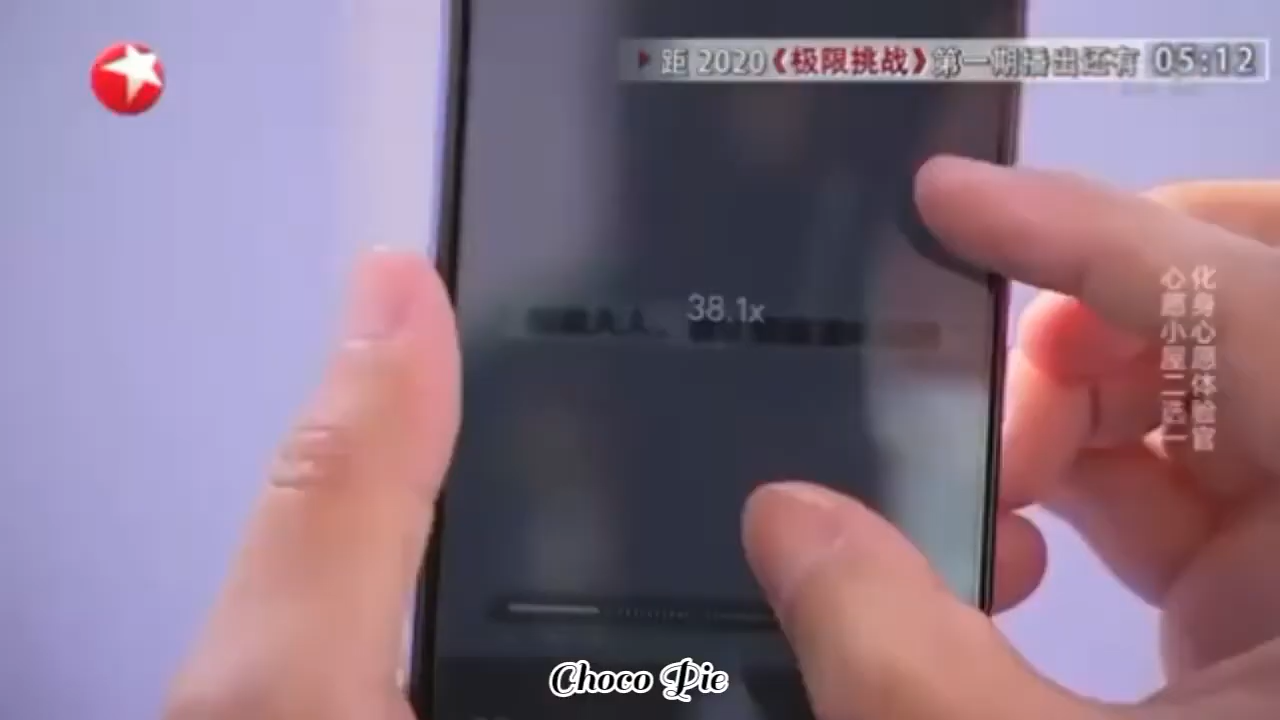 距 2020《极限挑战》第一期播出还有 05:12
38.1x
化身心愿体验官
心愿小屋二选一
Choco Pie